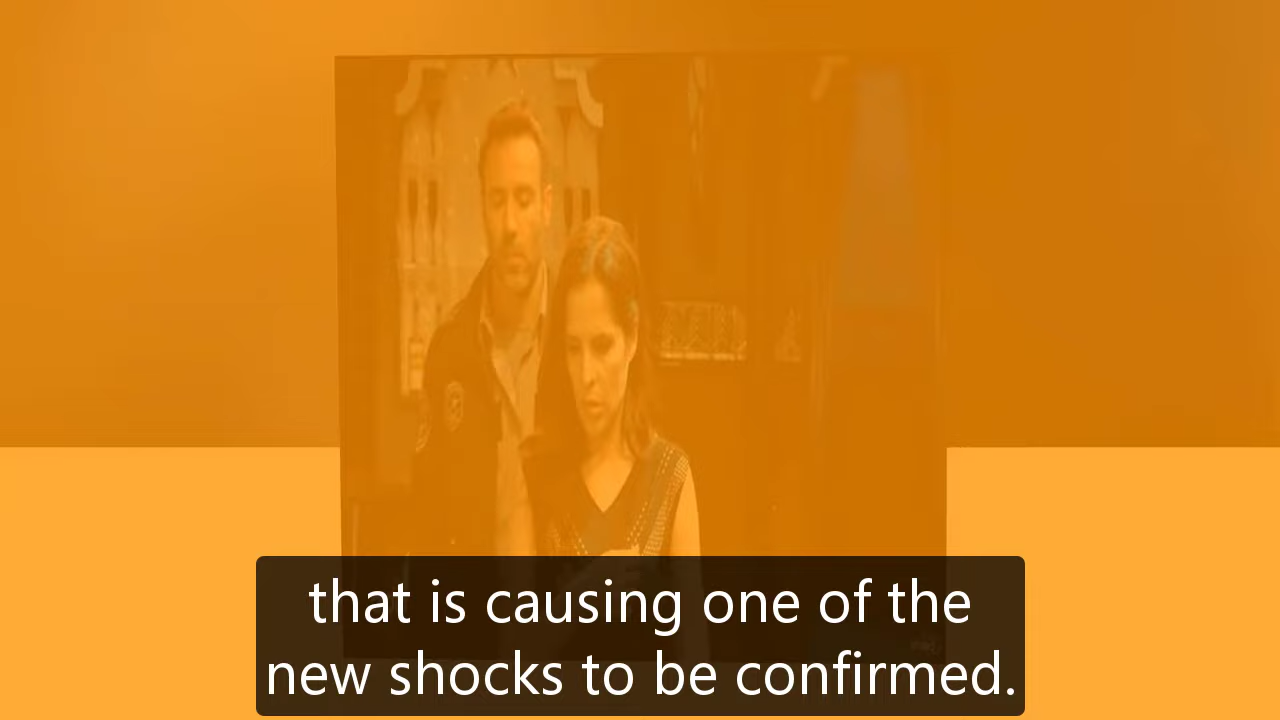 that is causing one of the
new shocks to be confirmed.